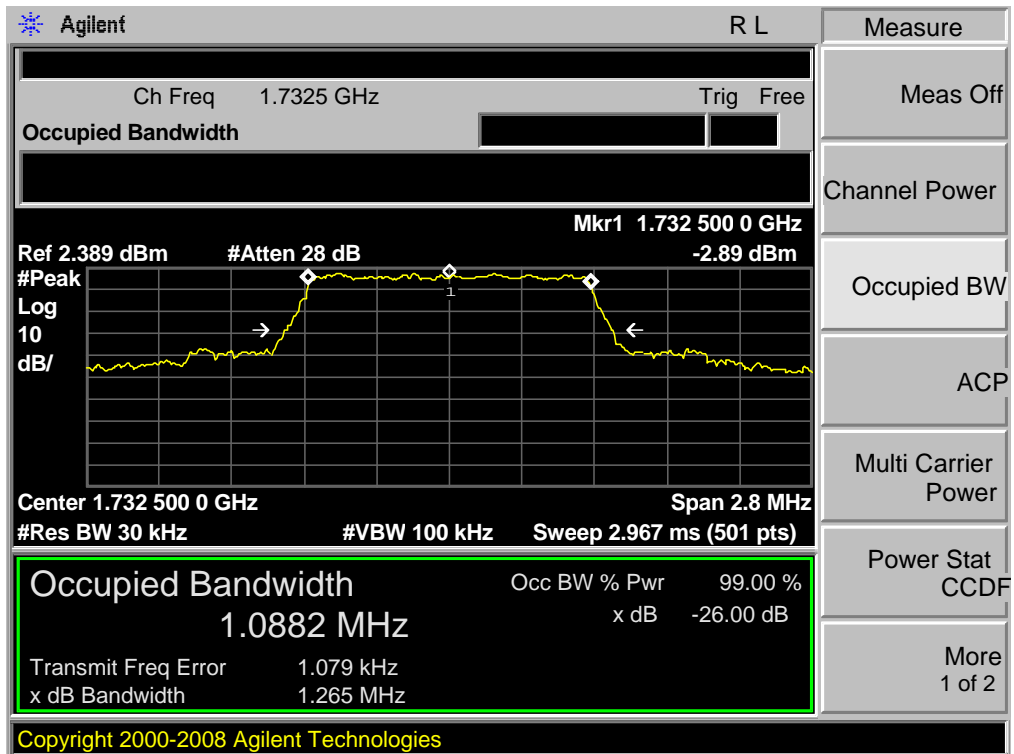 Agilent R L
Measure
Ch Freq 1.7325 GHz Trig Free
Occupied Bandwidth
Meas Off
Channel Power
Mkr1 1.732 500 0 GHz
Ref 2.389 dBm #Atten 28 dB -2.89 dBm
#Peak
Log
10
dB/
1
Occupied BW
ACP
Center 1.732 500 0 GHz Span 2.8 MHz
#Res BW 30 kHz #VBW 100 kHz Sweep 2.967 ms (501 pts)
Multi Carrier
Power
Occupied Bandwidth
1.0882 MHz
Occ BW % Pwr 99.00 %
x dB -26.00 dB
Transmit Freq Error 1.079 kHz
x dB Bandwidth 1.265 MHz
Power Stat
CCDF
More
1 of 2
Copyright 2000-2008 Agilent Technologies